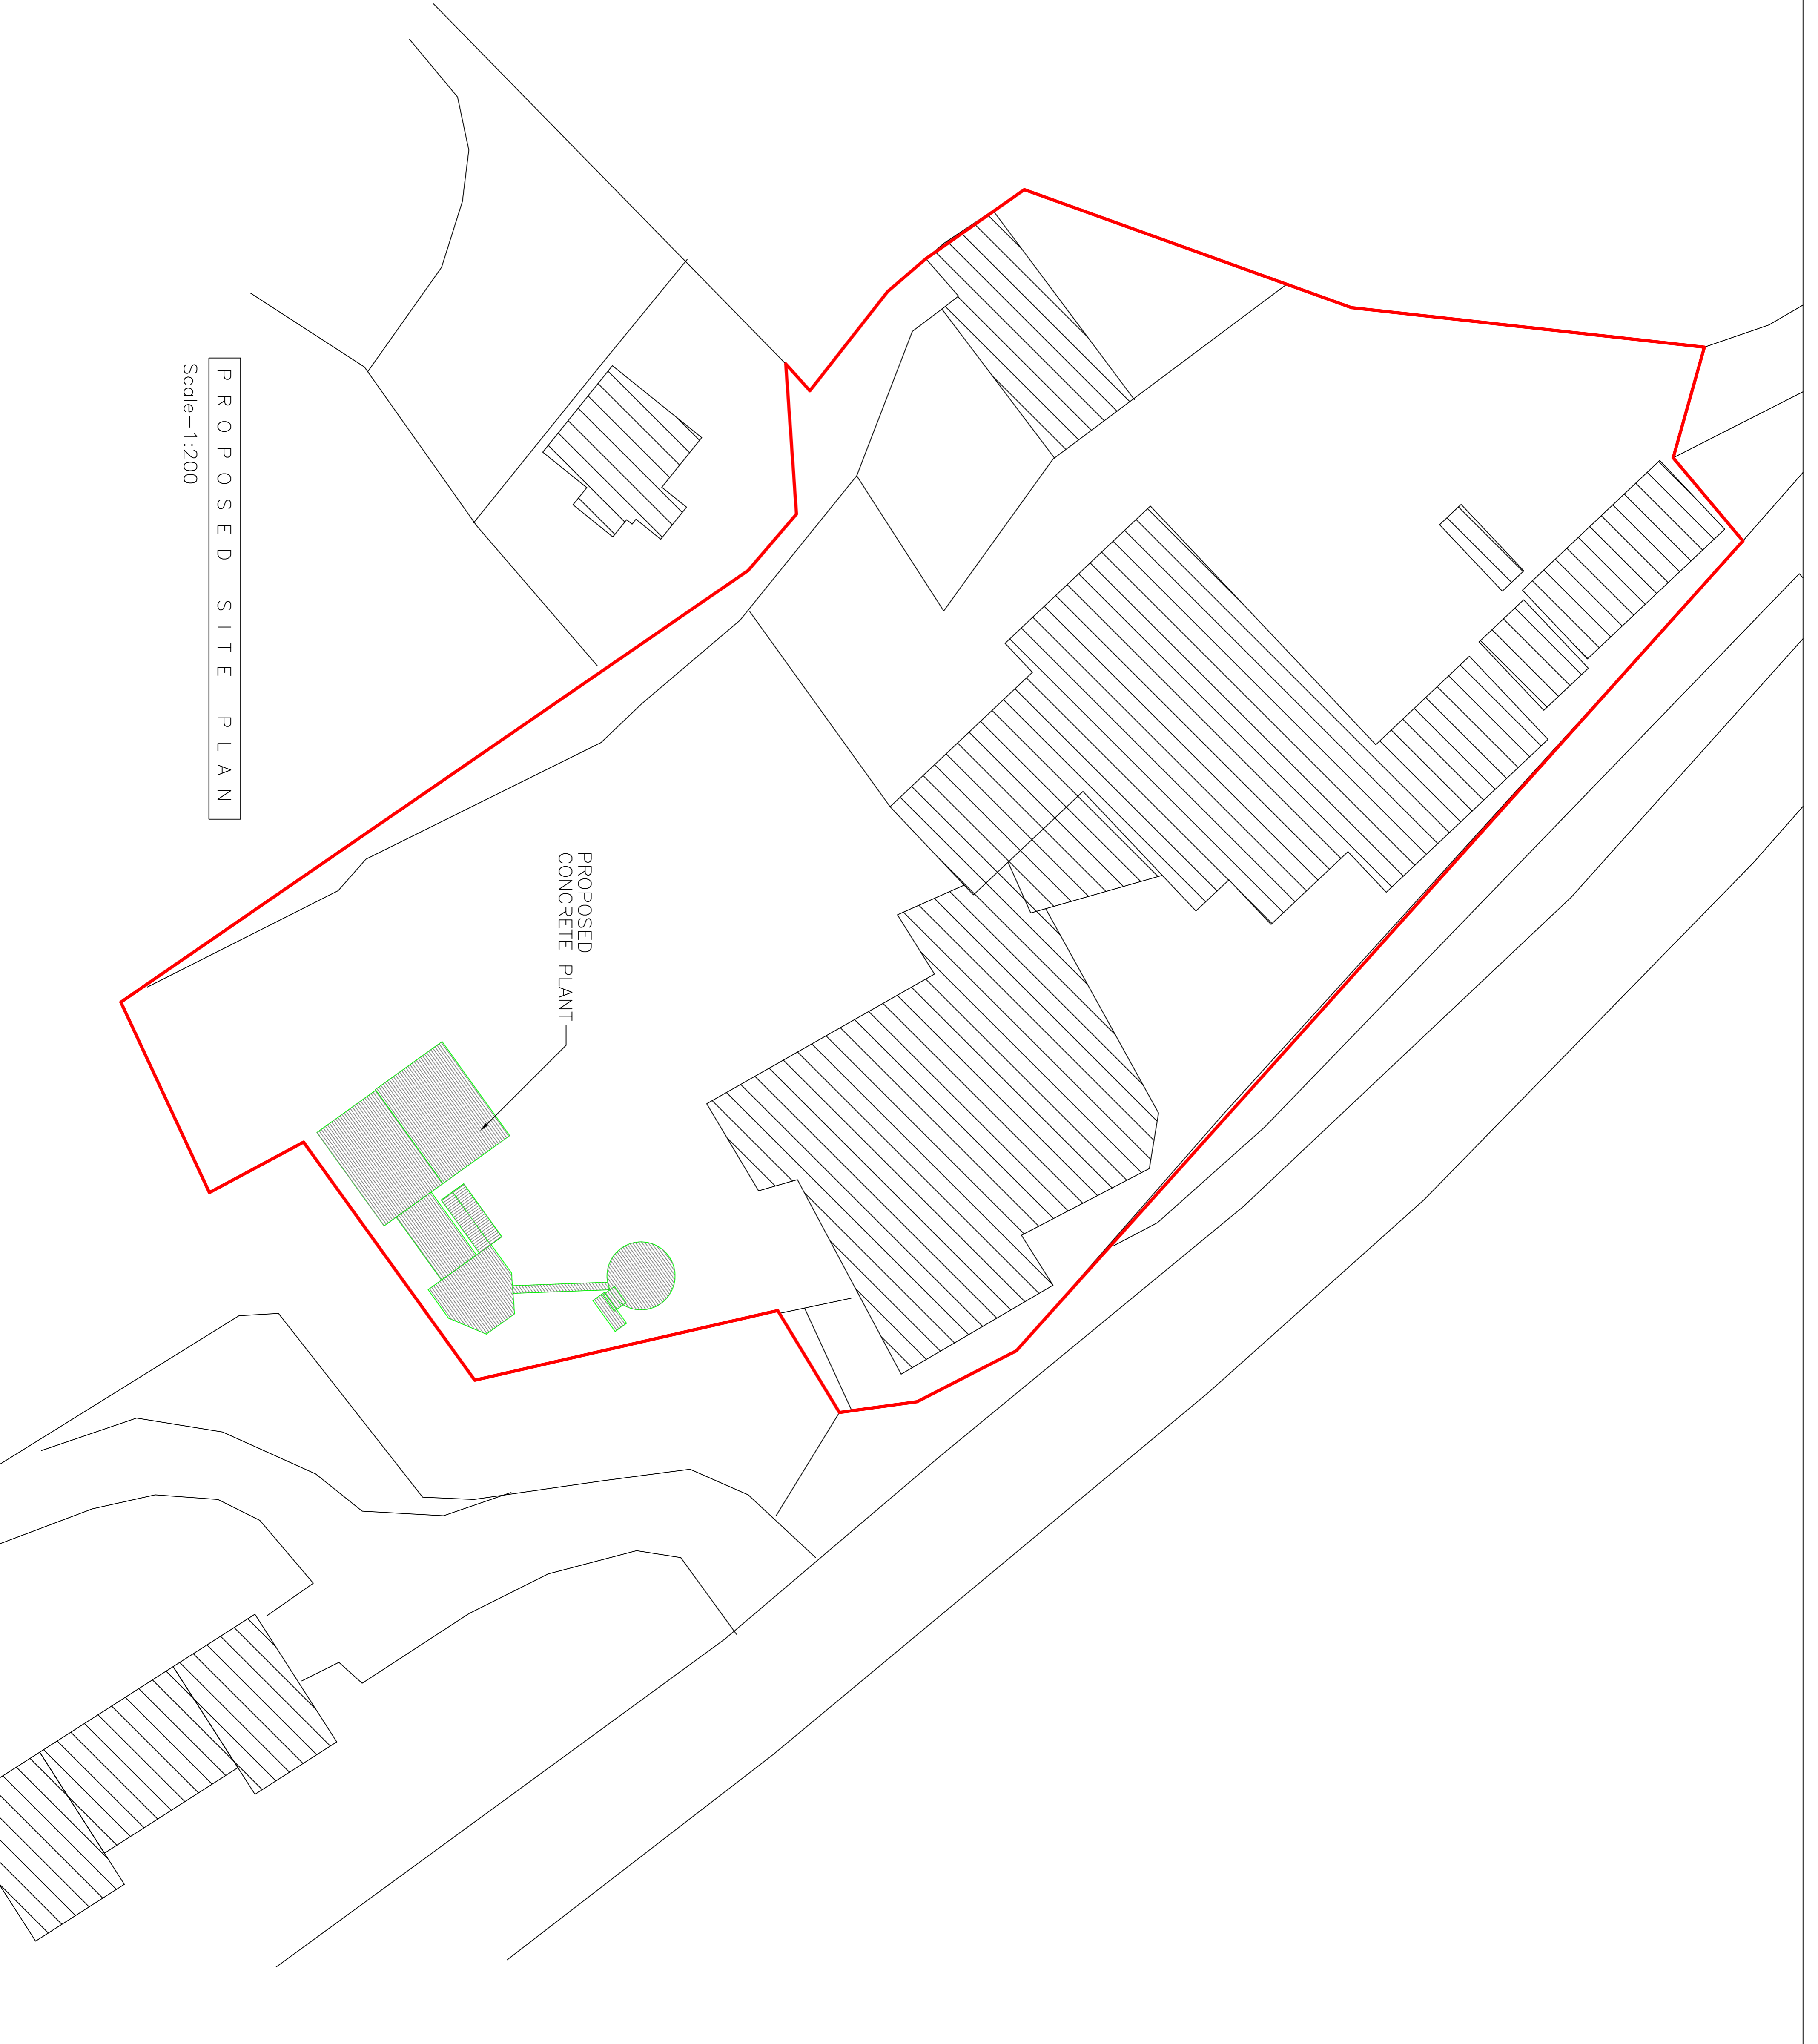 PROPOSED
CONCRETE PLANT
PROPOSED SITE PLAN
Scale-1:200